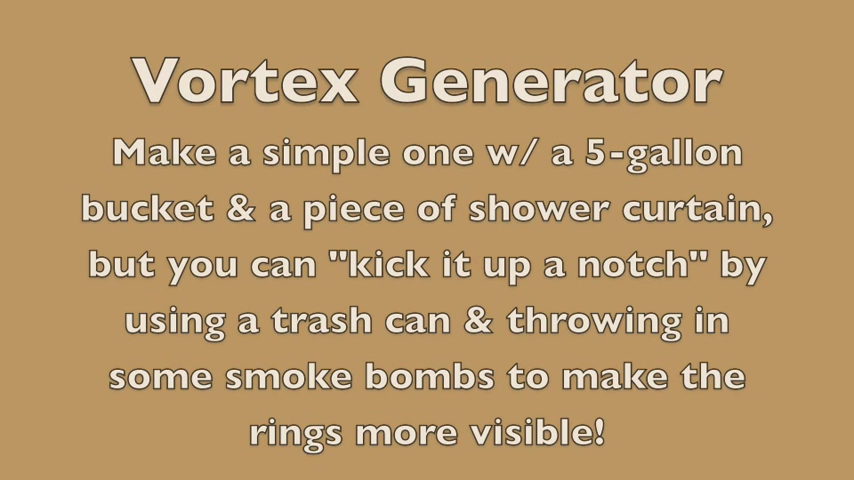 Vortex Generator
Make a simple one w/ a 5-gallon
bucket & a piece of shower curtain,
but you can "kick it up a notch" by
using a trash can & throwing in
some smoke bombs to make the
rings more visible!